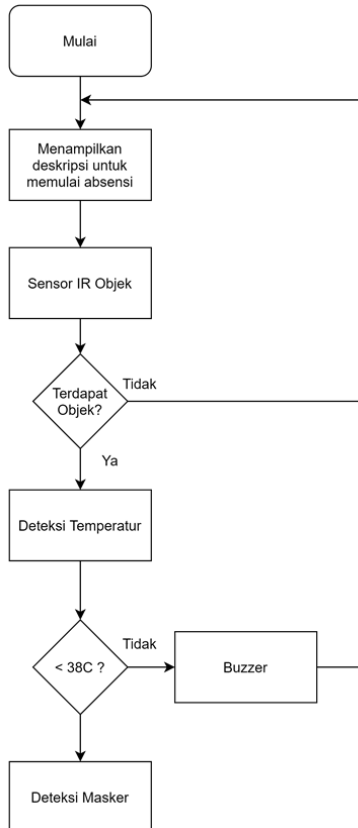 Mulai
Menampilkan
deskripsi untuk
memulai absensi
Sensor IR Objek
Terdapat
Objek?
Tidak
Ya
Deteksi Temperatur
< 38C ?
Tidak
Buzzer
Deteksi Masker